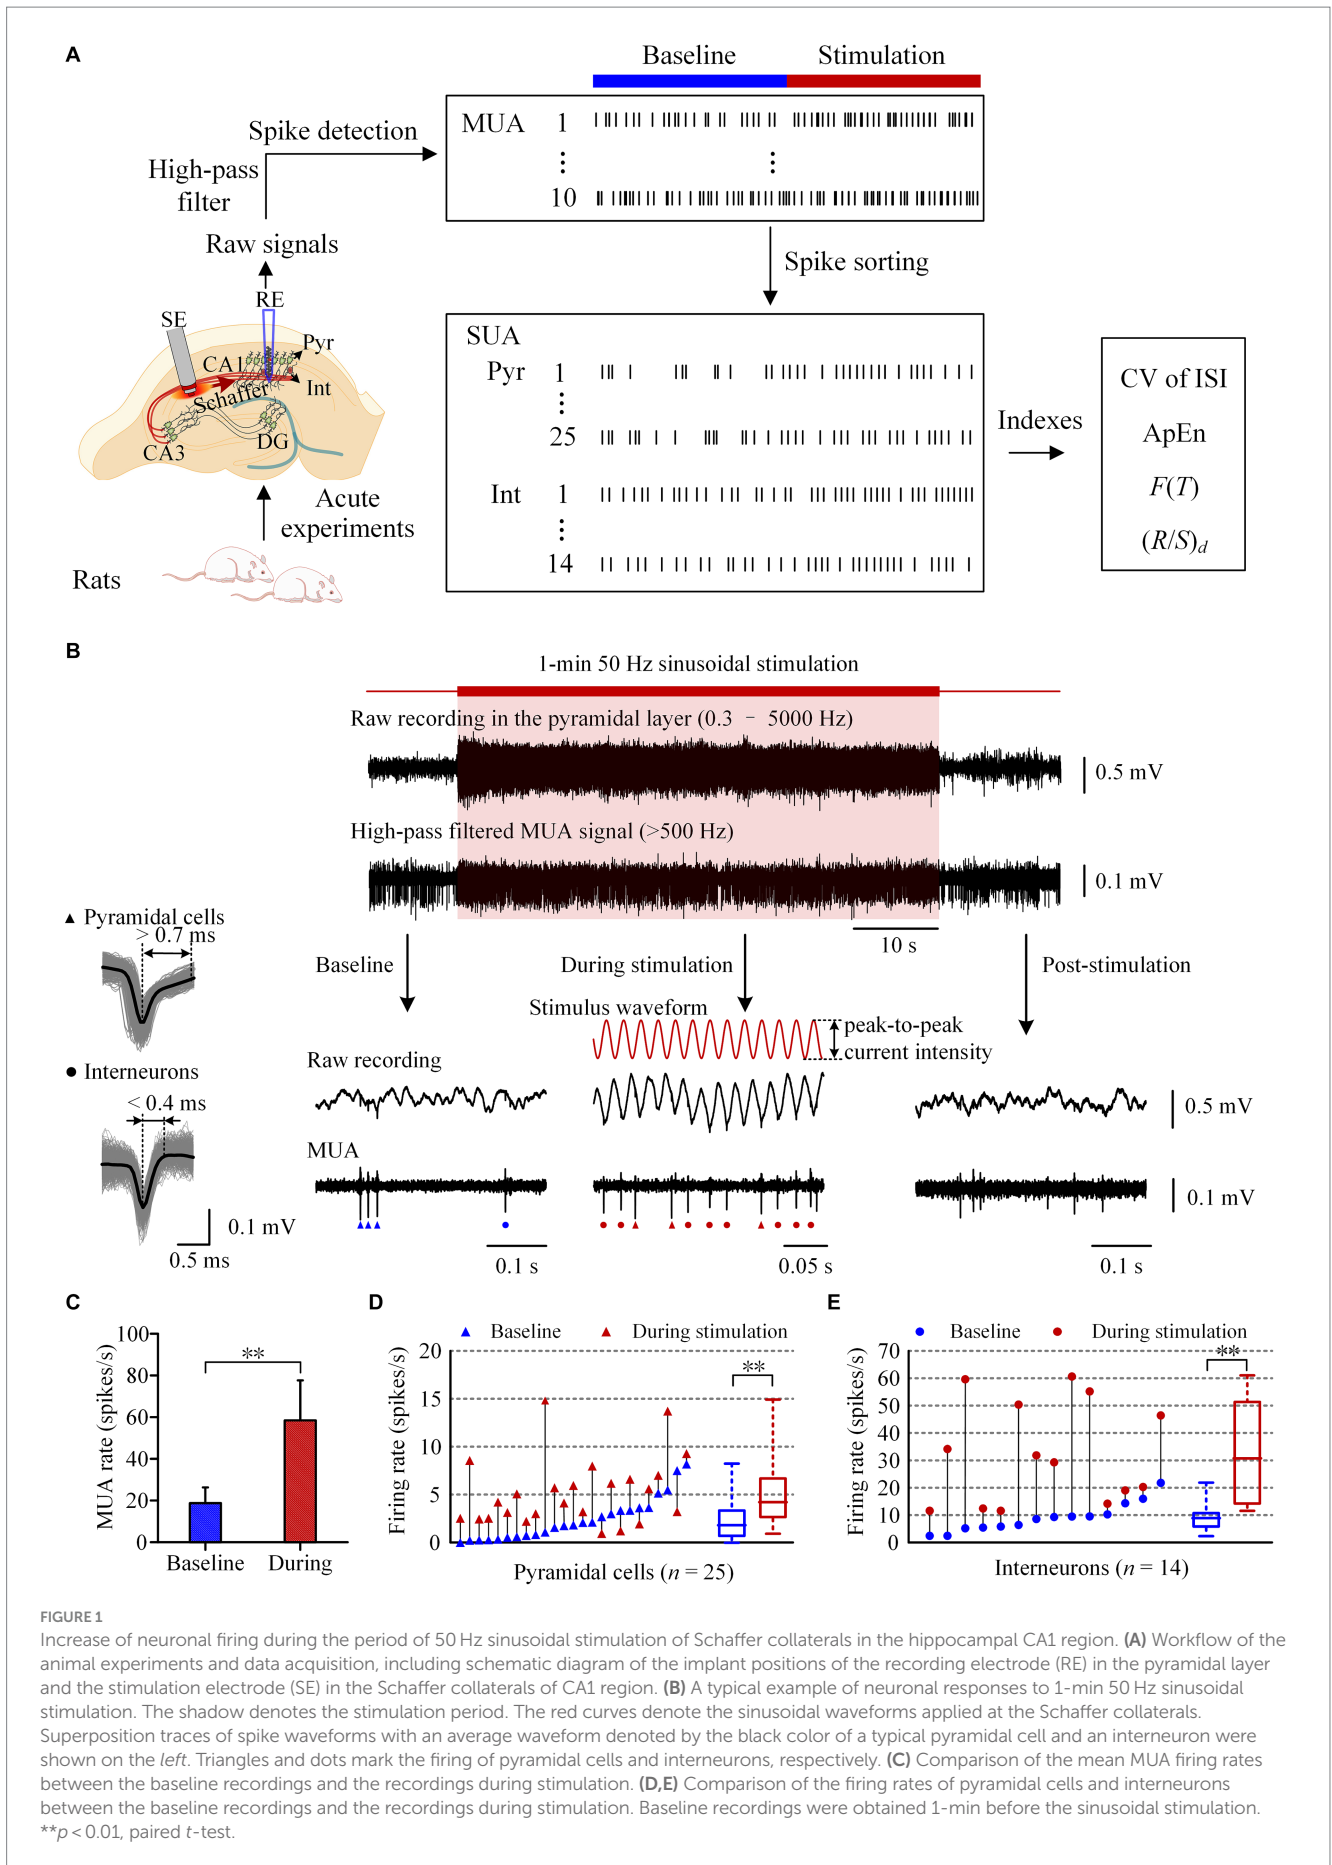 A
Baseline
Stimulation
Spike detection
High-pass
filter
Raw signals
MUA
1
10
Spike sorting
SE
RE
Pyr
CA1
Int
Schaffer
DG
CA3
Acute
experiments
Rats
SUA
Pyr
1
25
Int
1
14
Indexes
CV of ISI
ApEn
F(T)
(R/S)d
B
1-min 50 Hz sinusoidal stimulation
Raw recording in the pyramidal layer (0.3 – 5000 Hz)
0.5 mV
High-pass filtered MUA signal (>500 Hz)
0.1 mV
10 s
▲ Pyramidal cells
> 0.7 ms
● Interneurons
< 0.4 ms
0.1 mV
0.5 ms
Baseline
During stimulation
Post-stimulation
Stimulus waveform
peak-to-peak
current intensity
Raw recording
0.5 mV
MUA
0.1 mV
0.1 s
0.05 s
0.1 s
C
MUA rate (spikes/s)
100
80
60
40
20
0
**
Baseline
During
D
Baseline
During stimulation
Firing rate (spikes/s)
20
15
10
5
0
**
Pyramidal cells (n = 25)
E
Baseline
During stimulation
Firing rate (spikes/s)
70
60
50
40
30
20
10
0
**
Interneurons (n = 14)
FIGURE 1
Increase of neuronal firing during the period of 50 Hz sinusoidal stimulation of Schaffer collaterals in the hippocampal CA1 region. (A) Workflow of the
animal experiments and data acquisition, including schematic diagram of the implant positions of the recording electrode (RE) in the pyramidal layer
and the stimulation electrode (SE) in the Schaffer collaterals of CA1 region. (B) A typical example of neuronal responses to 1-min 50 Hz sinusoidal
stimulation. The shadow denotes the stimulation period. The red curves denote the sinusoidal waveforms applied at the Schaffer collaterals.
Superposition traces of spike waveforms with an average waveform denoted by the black color of a typical pyramidal cell and an interneuron were
shown on the left. Triangles and dots mark the firing of pyramidal cells and interneurons, respectively. (C) Comparison of the mean MUA firing rates
between the baseline recordings and the recordings during stimulation. (D,E) Comparison of the firing rates of pyramidal cells and interneurons
between the baseline recordings and the recordings during stimulation. Baseline recordings were obtained 1-min before the sinusoidal stimulation.
**p < 0.01, paired t-test.